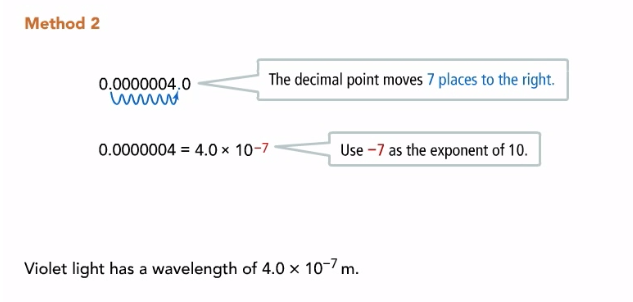 Method 2
0.0000004.0
The decimal point moves 7 places to the right.
0.0000004 = 4.0 × 10⁻⁷
Use −7 as the exponent of 10.
Violet light has a wavelength of 4.0 × 10⁻⁷ m.